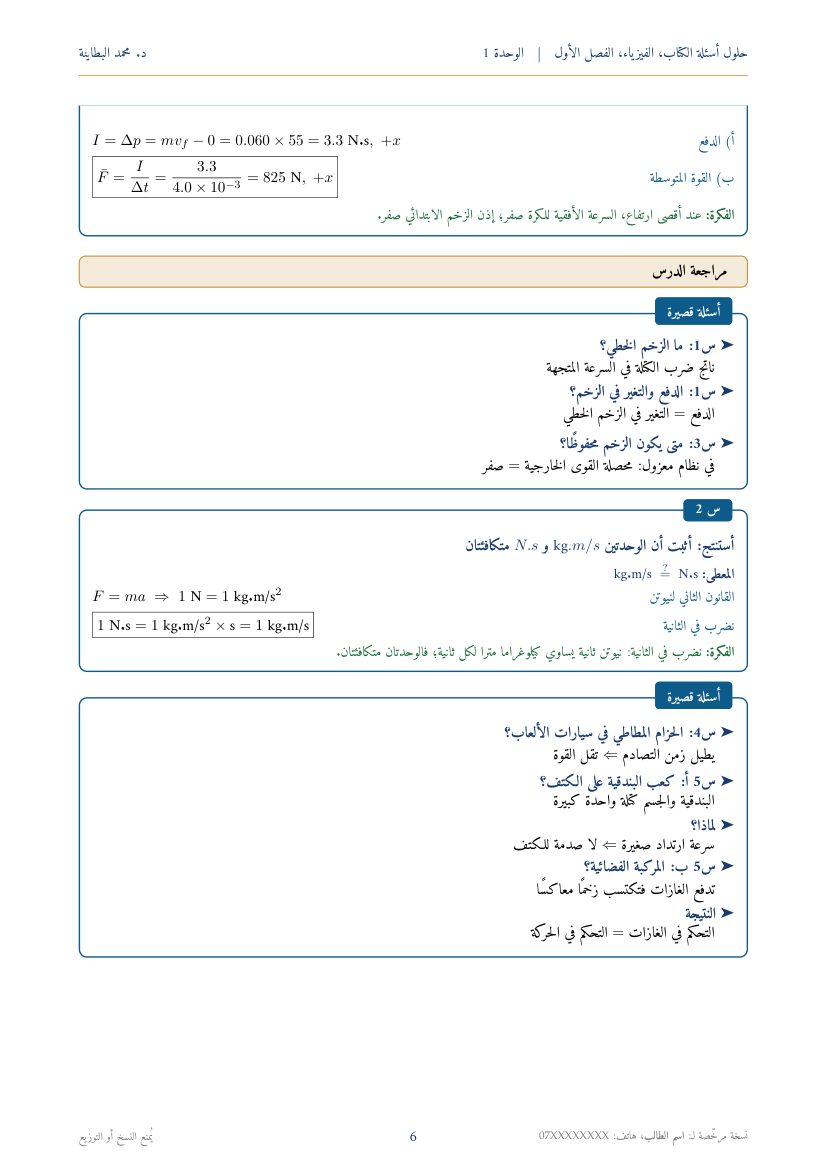 حلول أسئلة الكتاب، الفيزياء، الفصل الأول | الوحدة 1
د. محمد البطاينة
أ) الدفع I = Δp = mv_f − 0 = 0.060 × 55 = 3.3 N.s, +x
ب) القوة المتوسطة F̄ = I/Δt = 3.3/(4.0 × 10⁻³) = 825 N, +x
الفكرة: عند أقصى ارتفاع، السرعة الأفقية للكرة صفر؛ إذن الزخم الابتدائي صفر.
مراجعة الدرس
أسئلة قصيرة
➤ س1: ما الزخم الخطي؟
ناتج ضرب الكتلة في السرعة المتجهة
➤ س1: الدفع والتغير في الزخم؟
الدفع = التغير في الزخم الخطي
➤ س3: متى يكون الزخم محفوظًا؟
في نظام معزول: محصلة القوى الخارجية = صفر
س 2
أستنتج: أثبت أن الوحدتين kg.m/s و N.s متكافئتان
المعطى: kg.m/s ≟ N.s
القانون الثاني لنيوتن F = ma ⇒ 1 N = 1 kg.m/s²
نضرب في الثانية 1 N.s = 1 kg.m/s² × s = 1 kg.m/s
الفكرة: نضرب في الثانية: نيوتن ثانية يساوي كيلوغراما مترا لكل ثانية؛ فالوحدتان متكافئتان.
أسئلة قصيرة
➤ س4: الحزام المطاطي في سيارات الألعاب؟
يطيل زمن التصادم ⇐ تقل القوة
➤ س5 أ: كعب البندقية على الكتف؟
البندقية والجسم كتلة واحدة كبيرة
➤ لماذا؟
سرعة ارتداد صغيرة ⇐ لا صدمة للكتف
➤ س5 ب: المركبة الفضائية؟
تدفع الغازات فتكتسب زخمًا معاكسًا
➤ النتيجة
التحكم في الغازات = التحكم في الحركة
نسخة مرخّصة لـ: اسم الطالب، هاتف: 07XXXXXXXX
6
يُمنع النسخ أو التوزيع